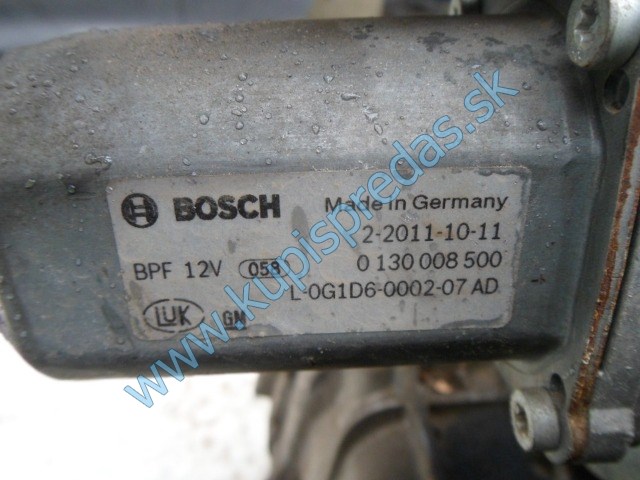 BOSCH Made in Germany
2-2011-10-11
BPF 12V 058 0 130 008 500
L-0G1D6-0002-07 AD
LUK GM
www.kupispredas.sk